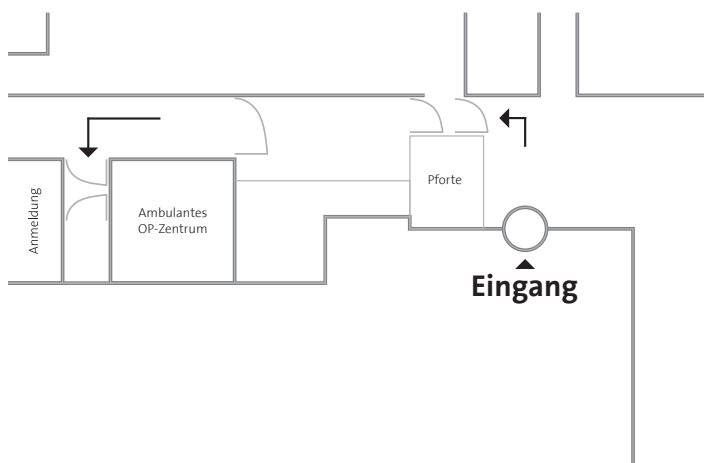 Pforte
Anmeldung
Ambulantes
OP-Zentrum
Eingang